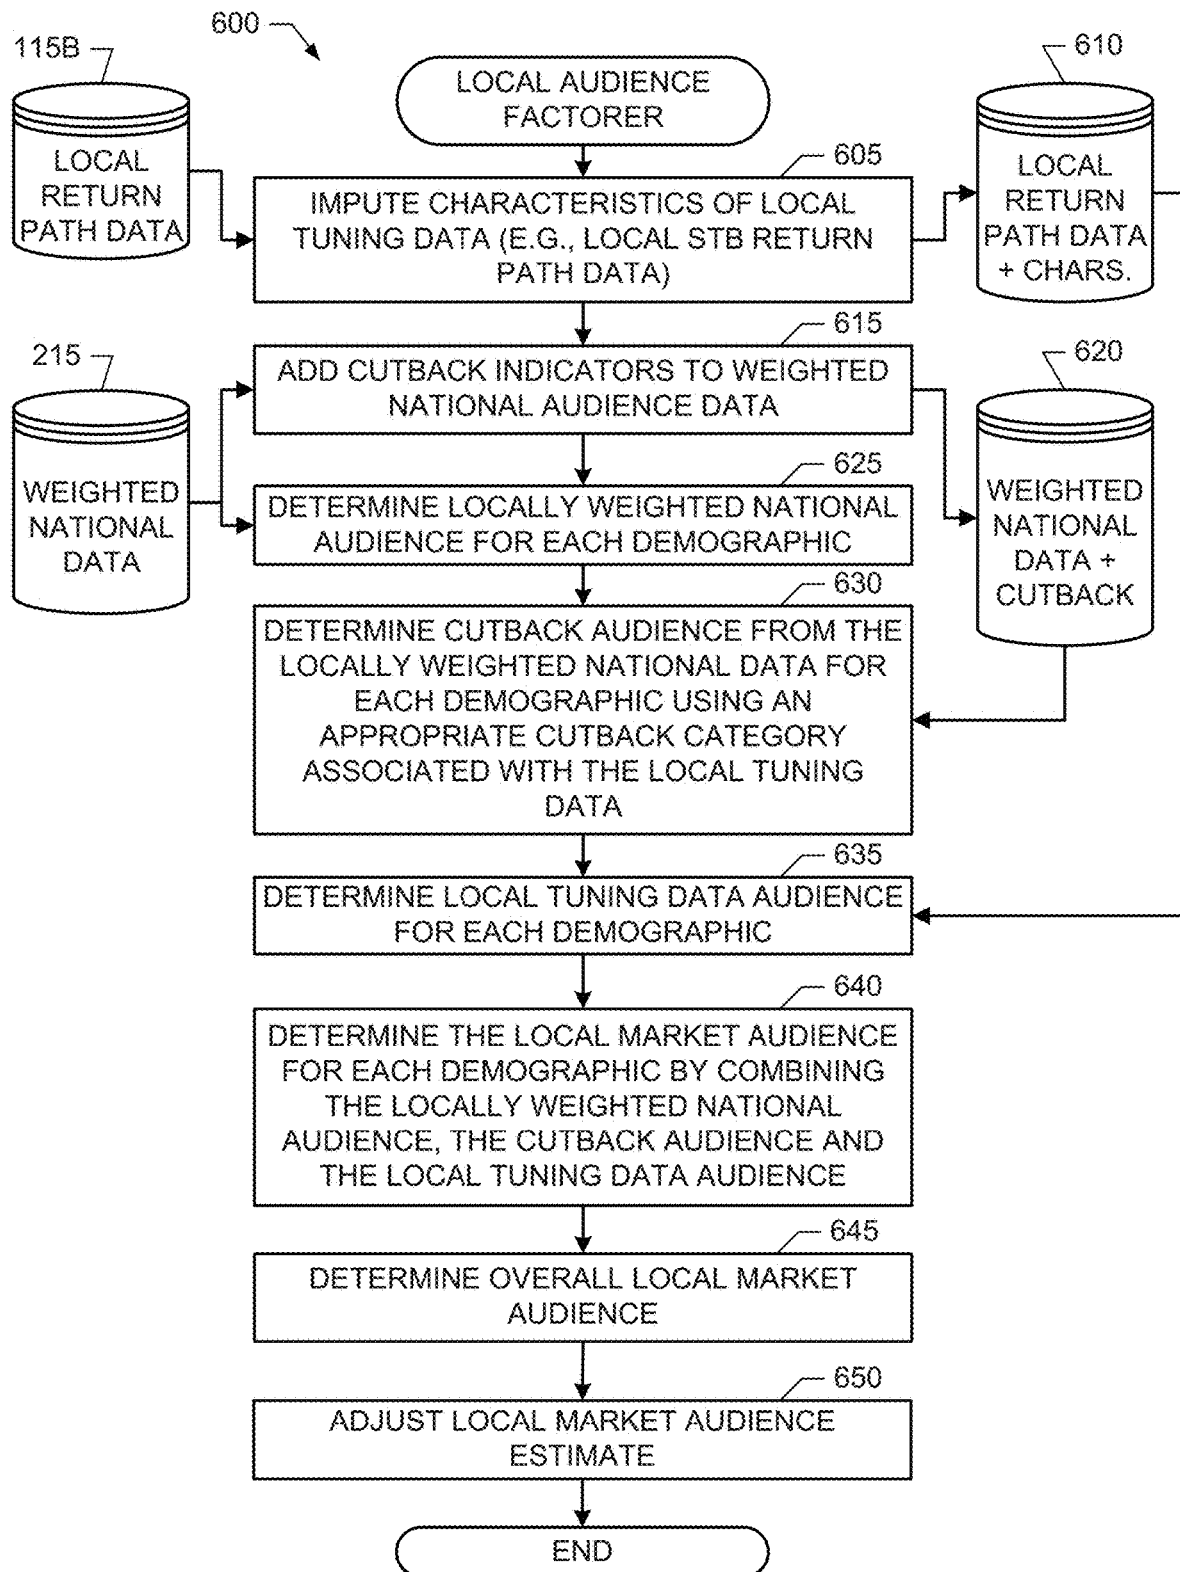 600
115B
610
LOCAL AUDIENCE
FACTORER
LOCAL
RETURN
PATH DATA
605
IMPUTE CHARACTERISTICS OF LOCAL
TUNING DATA (E.G., LOCAL STB RETURN
PATH DATA)
LOCAL
RETURN
PATH DATA
+ CHARS.
215
615
ADD CUTBACK INDICATORS TO WEIGHTED
NATIONAL AUDIENCE DATA
620
WEIGHTED
NATIONAL
DATA
625
DETERMINE LOCALLY WEIGHTED NATIONAL
AUDIENCE FOR EACH DEMOGRAPHIC
WEIGHTED
NATIONAL
DATA +
CUTBACK
630
DETERMINE CUTBACK AUDIENCE FROM THE
LOCALLY WEIGHTED NATIONAL DATA FOR
EACH DEMOGRAPHIC USING AN
APPROPRIATE CUTBACK CATEGORY
ASSOCIATED WITH THE LOCAL TUNING
DATA
635
DETERMINE LOCAL TUNING DATA AUDIENCE
FOR EACH DEMOGRAPHIC
640
DETERMINE THE LOCAL MARKET AUDIENCE
FOR EACH DEMOGRAPHIC BY COMBINING
THE LOCALLY WEIGHTED NATIONAL
AUDIENCE, THE CUTBACK AUDIENCE AND
THE LOCAL TUNING DATA AUDIENCE
645
DETERMINE OVERALL LOCAL MARKET
AUDIENCE
650
ADJUST LOCAL MARKET AUDIENCE
ESTIMATE
END